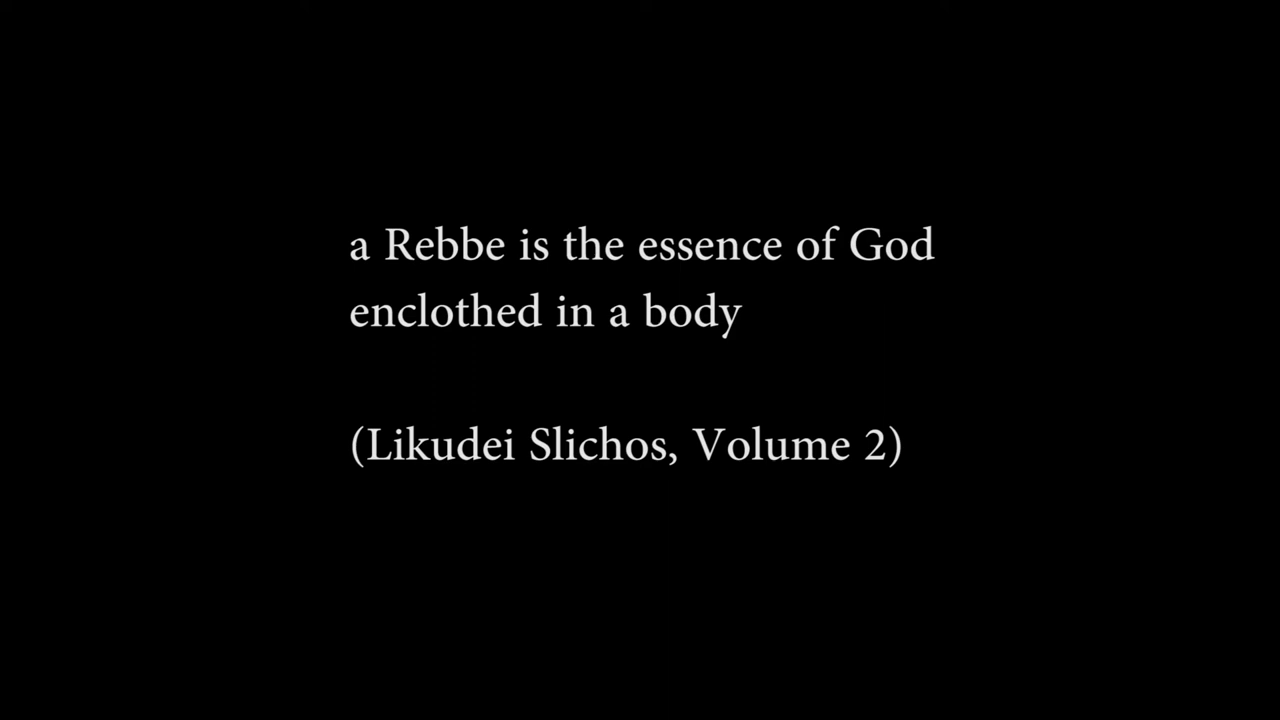 a Rebbe is the essence of God
enclothed in a body
(Likudei Slichos, Volume 2)